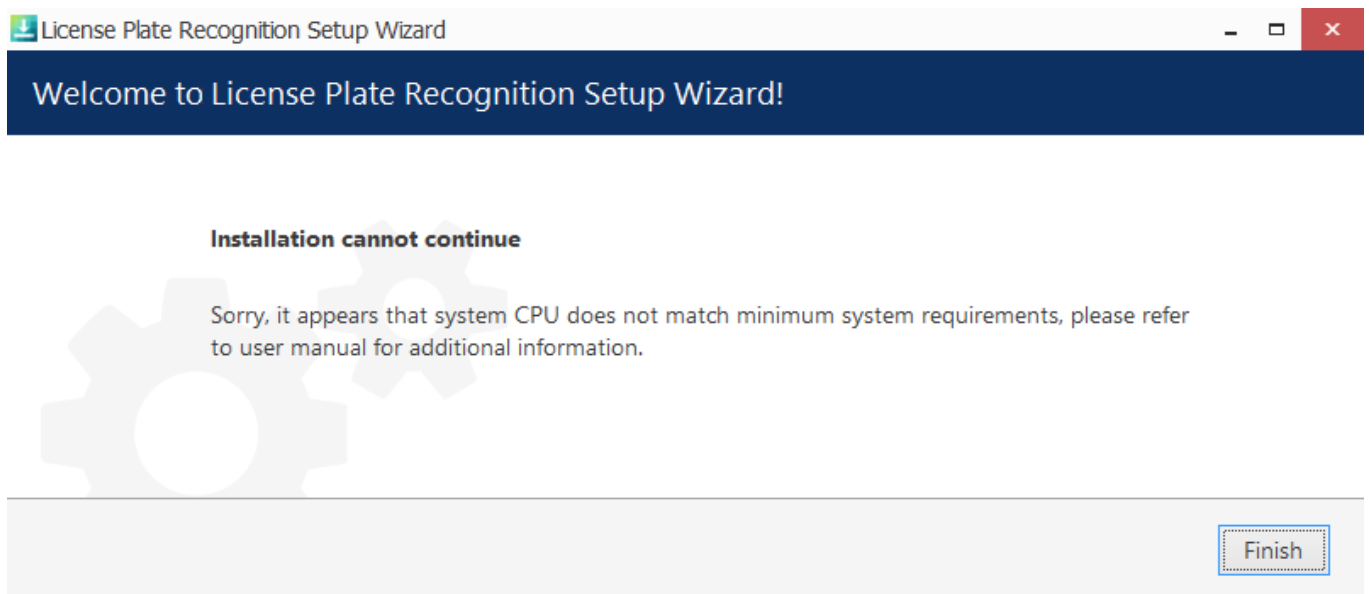 License Plate Recognition Setup Wizard
Welcome to License Plate Recognition Setup Wizard!
Installation cannot continue
Sorry, it appears that system CPU does not match minimum system requirements, please refer
to user manual for additional information.
Finish